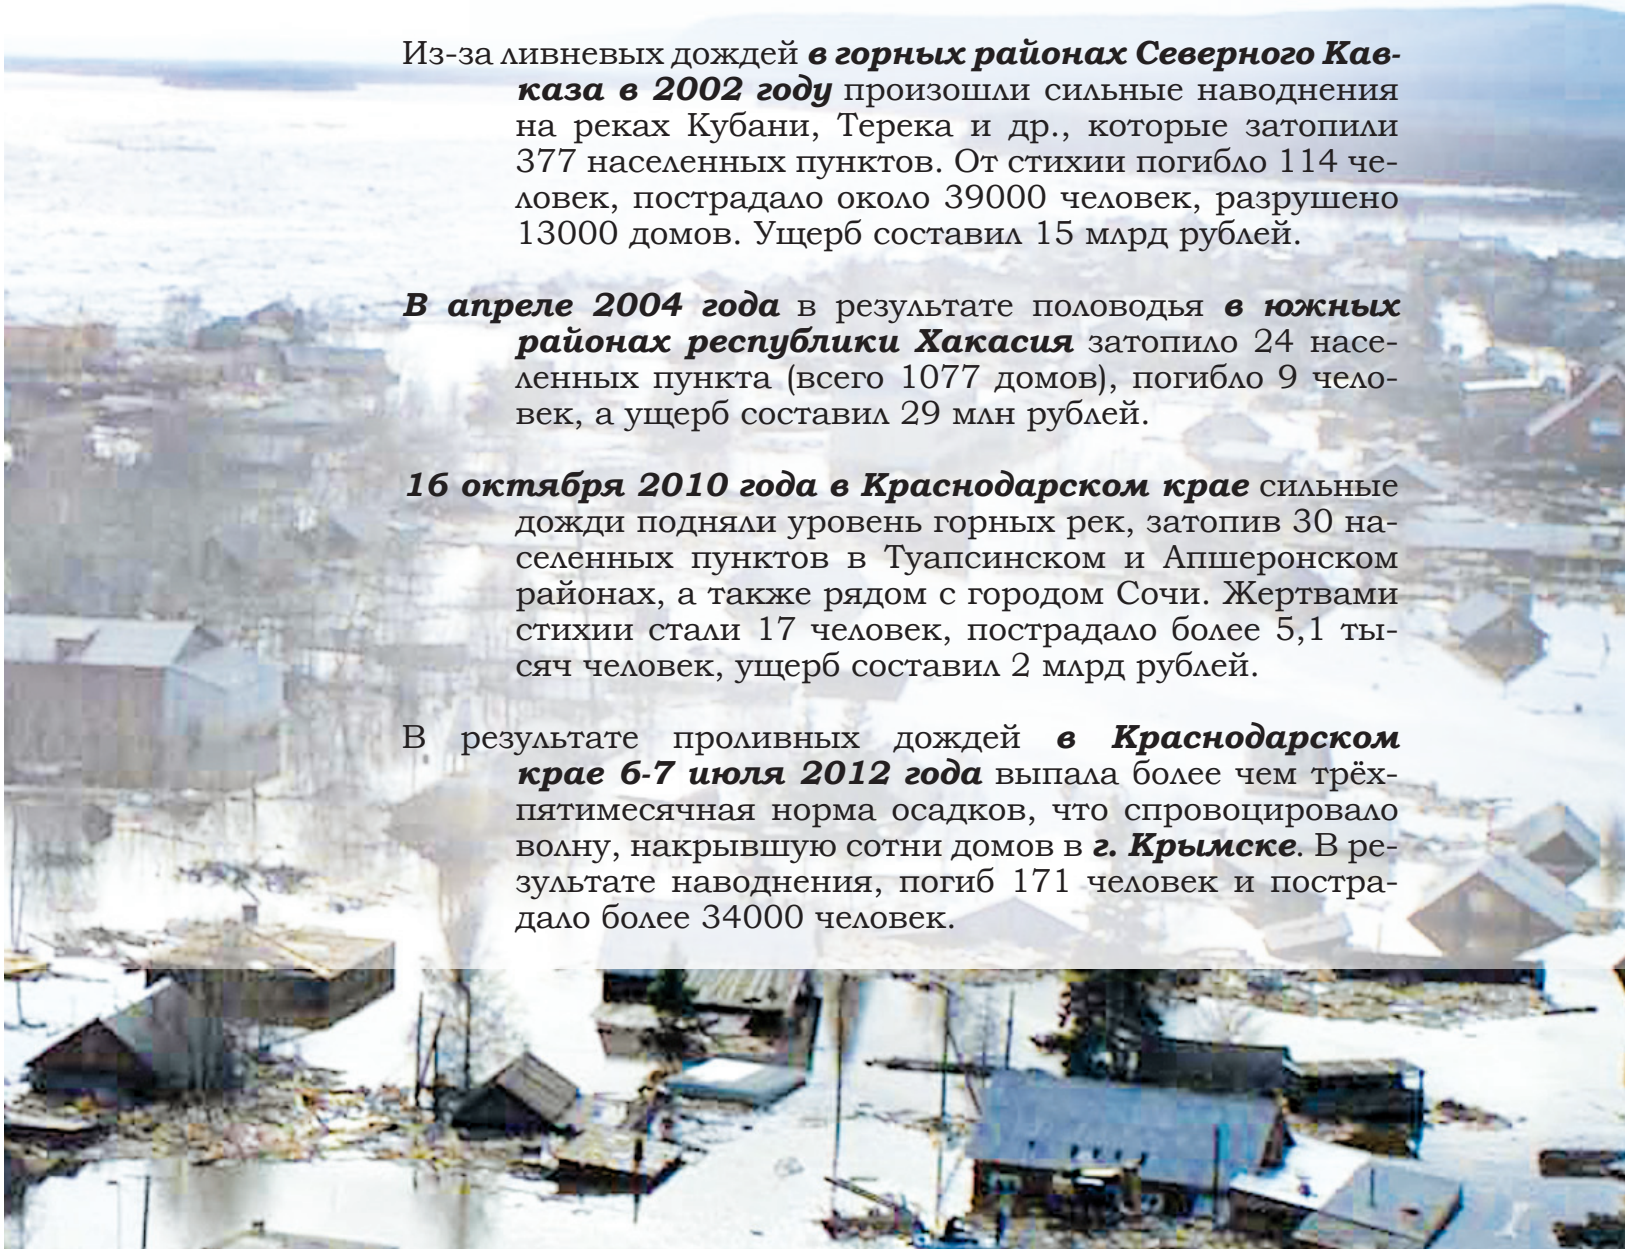 Из-за ливневых дождей в горных районах Северного Кав-
каза в 2002 году произошли сильные наводнения
на реках Кубани, Терека и др., которые затопили
377 населенных пунктов. От стихии погибло 114 че-
ловек, пострадало около 39000 человек, разрушено
13000 домов. Ущерб составил 15 млрд рублей.
В апреле 2004 года в результате половодья в южных
районах республики Хакасия затопило 24 насе-
ленных пункта (всего 1077 домов), погибло 9 чело-
век, а ущерб составил 29 млн рублей.
16 октября 2010 года в Краснодарском крае сильные
дожди подняли уровень горных рек, затопив 30 на-
селенных пунктов в Туапсинском и Апшеронском
районах, а также рядом с городом Сочи. Жертвами
стихии стали 17 человек, пострадало более 5,1 ты-
сяч человек, ущерб составил 2 млрд рублей.
В результате проливных дождей в Краснодарском
крае 6-7 июля 2012 года выпала более чем трёх-
пятимесячная норма осадков, что спровоцировало
волну, накрывшую сотни домов в г. Крымске. В ре-
зультате наводнения, погиб 171 человек и постра-
дало более 34000 человек.